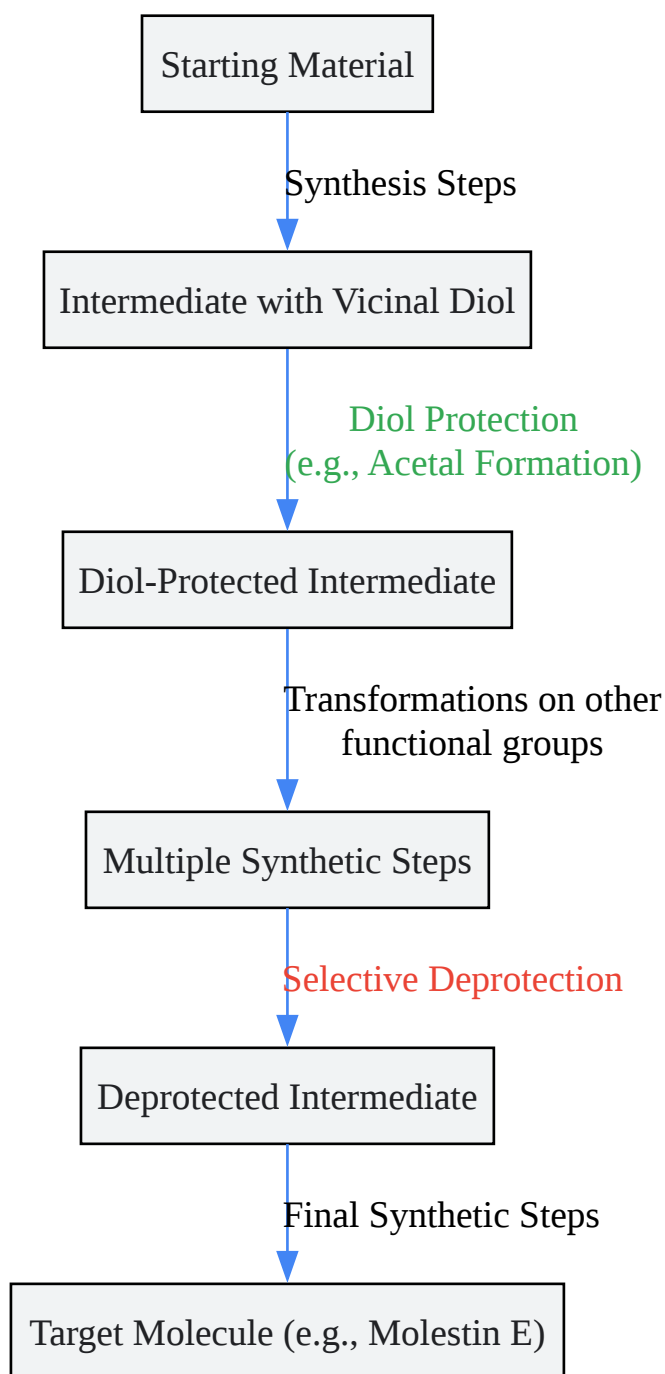 Starting Material
Synthesis Steps
Intermediate with Vicinal Diol
Diol Protection
(e.g., Acetal Formation)
Diol-Protected Intermediate
Transformations on other
functional groups
Multiple Synthetic Steps
Selective Deprotection
Deprotected Intermediate
Final Synthetic Steps
Target Molecule (e.g., Molestin E)